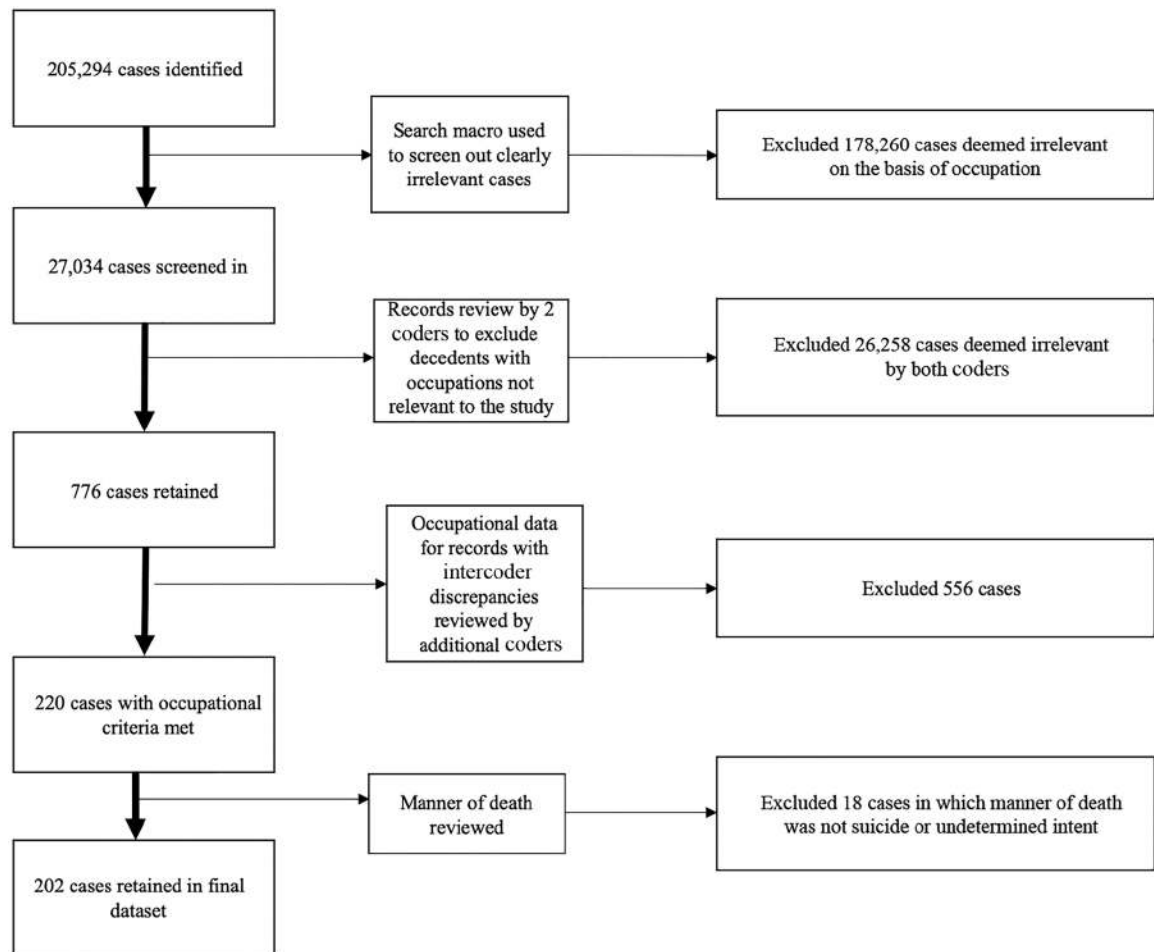 205,294 cases identified
Search macro used
to screen out clearly
irrelevant cases
Excluded 178,260 cases deemed irrelevant
on the basis of occupation
27,034 cases screened in
Records review by 2
coders to exclude
decedents with
occupations not
relevant to the study
Excluded 26,258 cases deemed irrelevant
by both coders
776 cases retained
Occupational data
for records with
intercoder
discrepancies
reviewed by
additional coders
Excluded 556 cases
220 cases with occupational
criteria met
Manner of death
reviewed
Excluded 18 cases in which manner of death
was not suicide or undetermined intent
202 cases retained in final
dataset